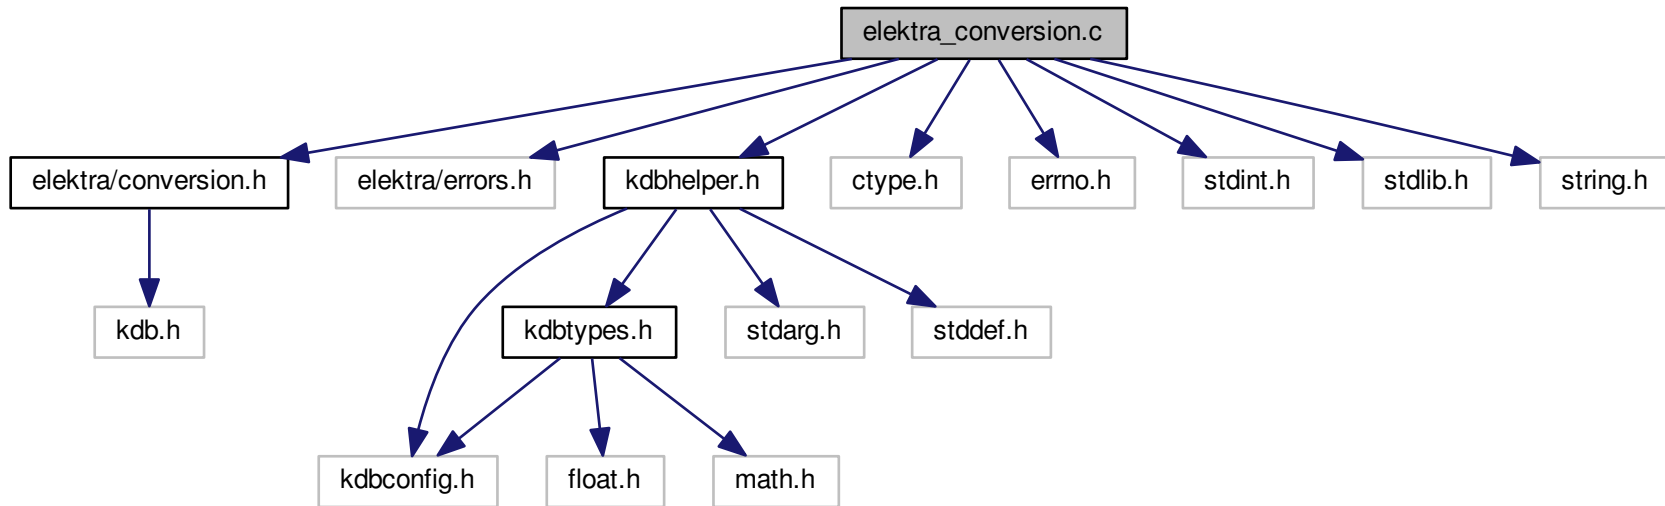 elektra_conversion.c
elektra/conversion.h
elektra/errors.h
kdbhelper.h
ctype.h
errno.h
stdint.h
stdlib.h
string.h
kdb.h
kdbtypes.h
stdarg.h
stddef.h
kdbconfig.h
float.h
math.h